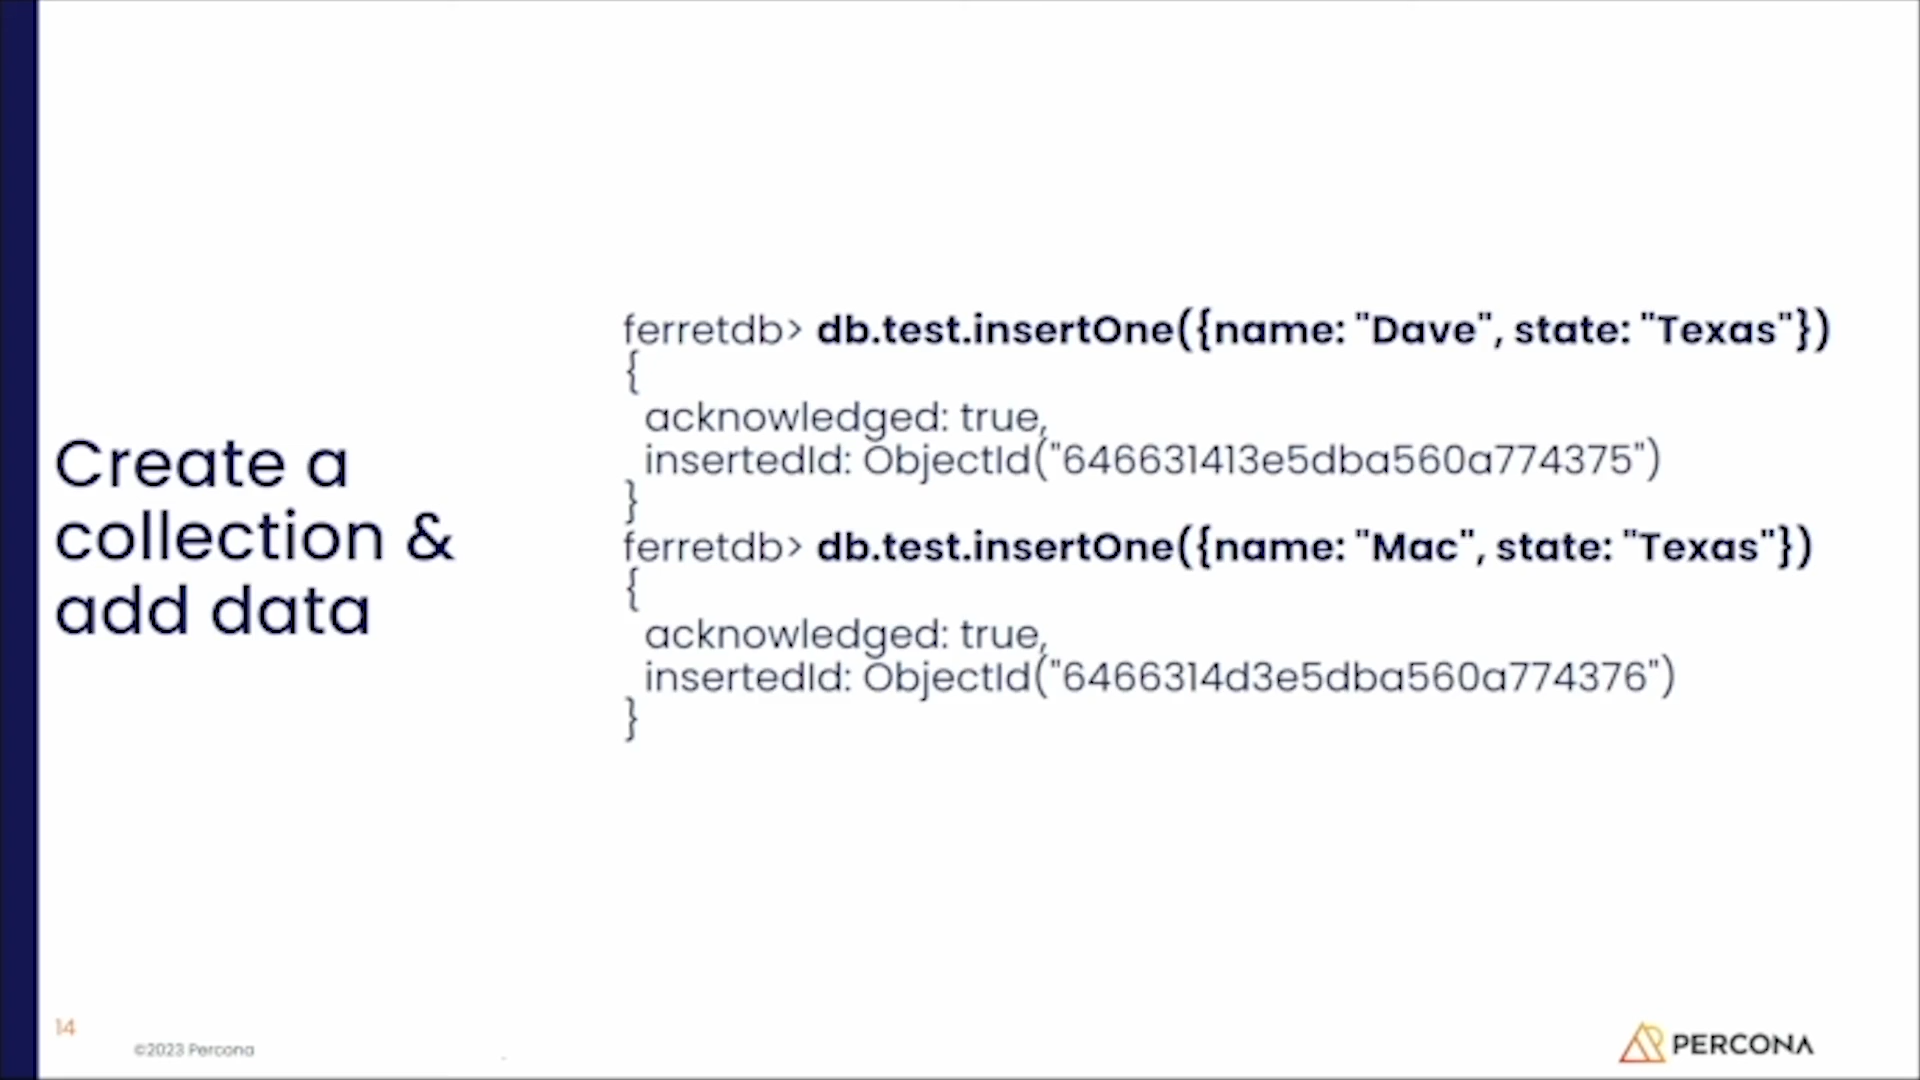 Create a
collection &
add data
ferretdb> db.test.insertOne({name: "Dave", state: "Texas"})
{
acknowledged: true,
insertedId: ObjectId("646631413e5dba560a774375")
}
ferretdb> db.test.insertOne({name: "Mac", state: "Texas"})
{
acknowledged: true,
insertedId: ObjectId("6466314d3e5dba560a774376")
}
14
©2023 Percona
PERCONA